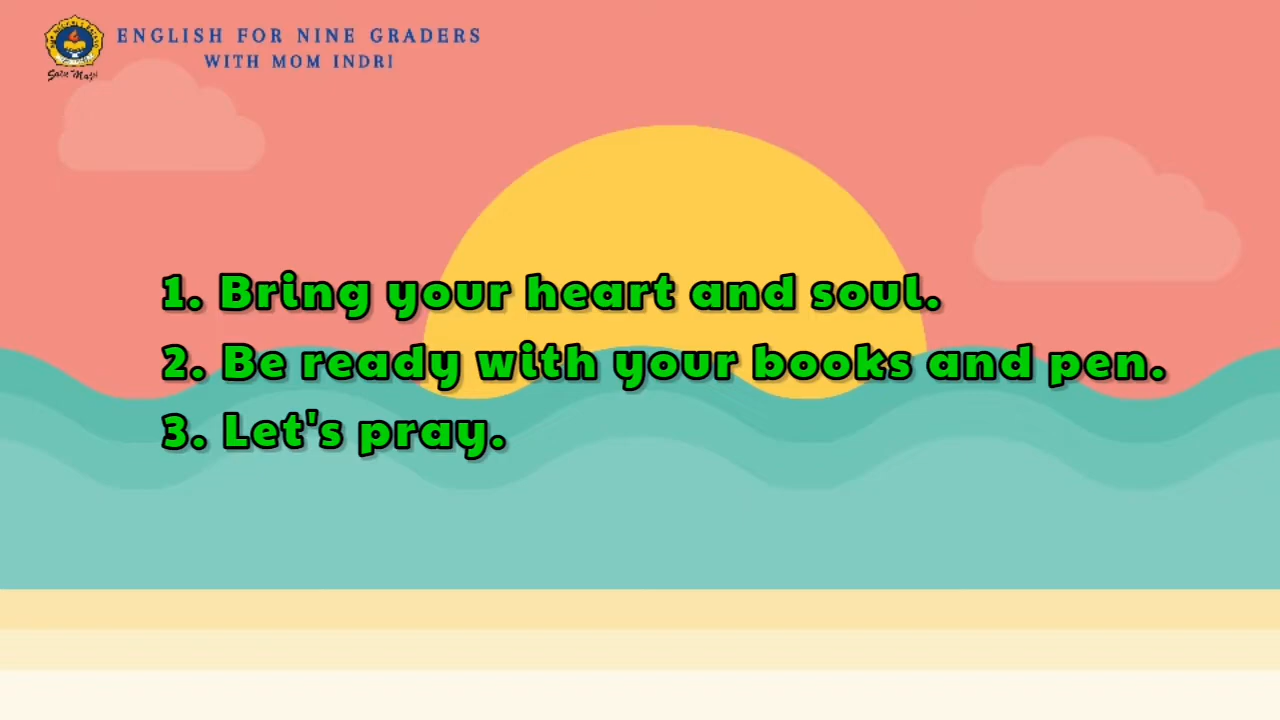 ENGLISH FOR NINE GRADERS
WITH MOM INDRI
1. Bring your heart and soul.
2. Be ready with your books and pen.
3. Let's pray.